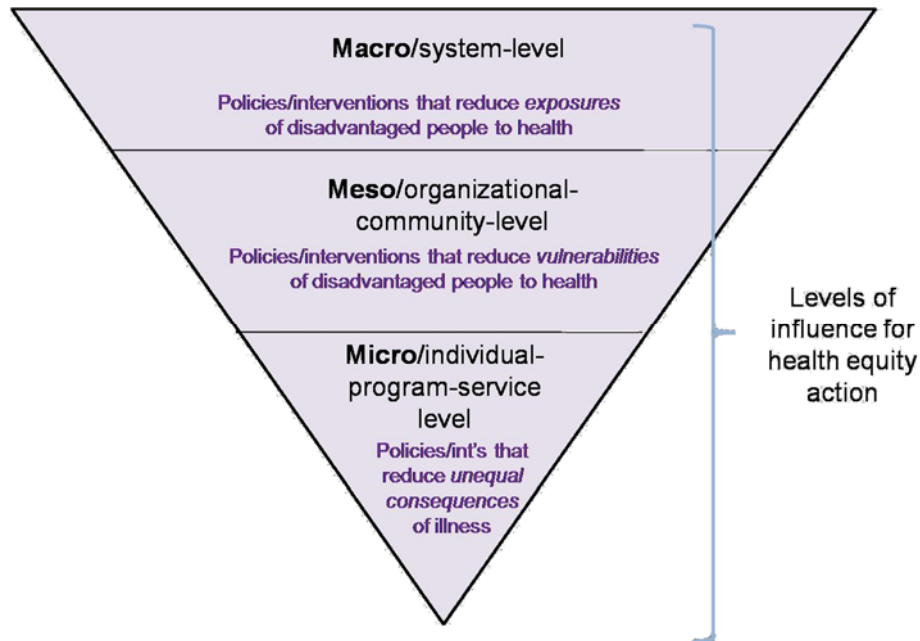 Macro/system-level
Policies/interventions that reduce exposures
of disadvantaged people to health
Meso/organizational-
community-level
Policies/interventions that reduce vulnerabilities
of disadvantaged people to health
Micro/individual-
program-service
level
Policies/int's that
reduce unequal
consequences
of illness
Levels of
influence for
health equity
action